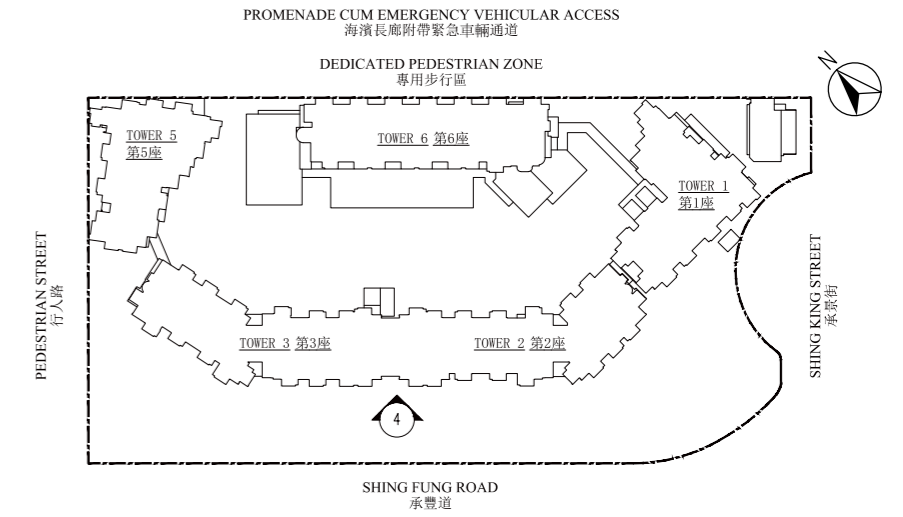 PROMENADE CUM EMERGENCY VEHICULAR ACCESS
海濱長廊附帶緊急車輛通道
DEDICATED PEDESTRIAN ZONE
專用步行區
N
TOWER 5
第5座
TOWER 6 第6座
TOWER 1
第1座
PEDESTRIAN STREET
行人路
SHING KING STREET
承景街
TOWER 3 第3座
TOWER 2 第2座
4
SHING FUNG ROAD
承豐道